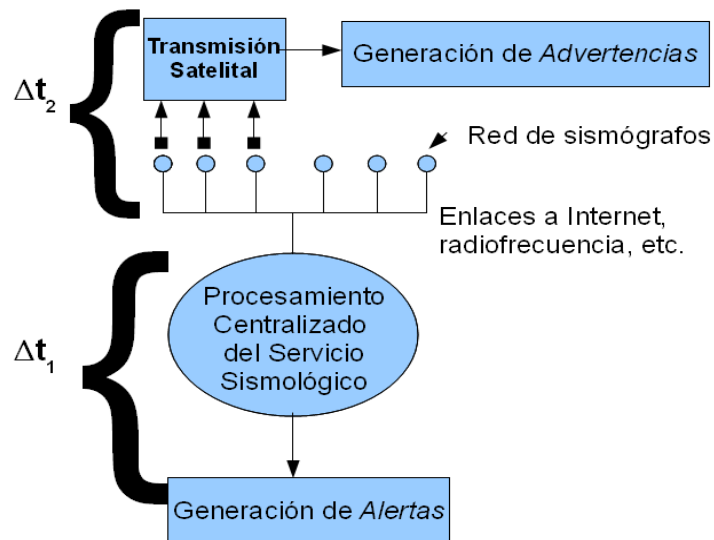 Transmisión
Satelital
Generación de Advertencias
Δt2
Red de sismógrafos
Enlaces a Internet,
radiofrecuencia, etc.
Procesamiento
Centralizado
del Servicio
Sismológico
Δt1
Generación de Alertas